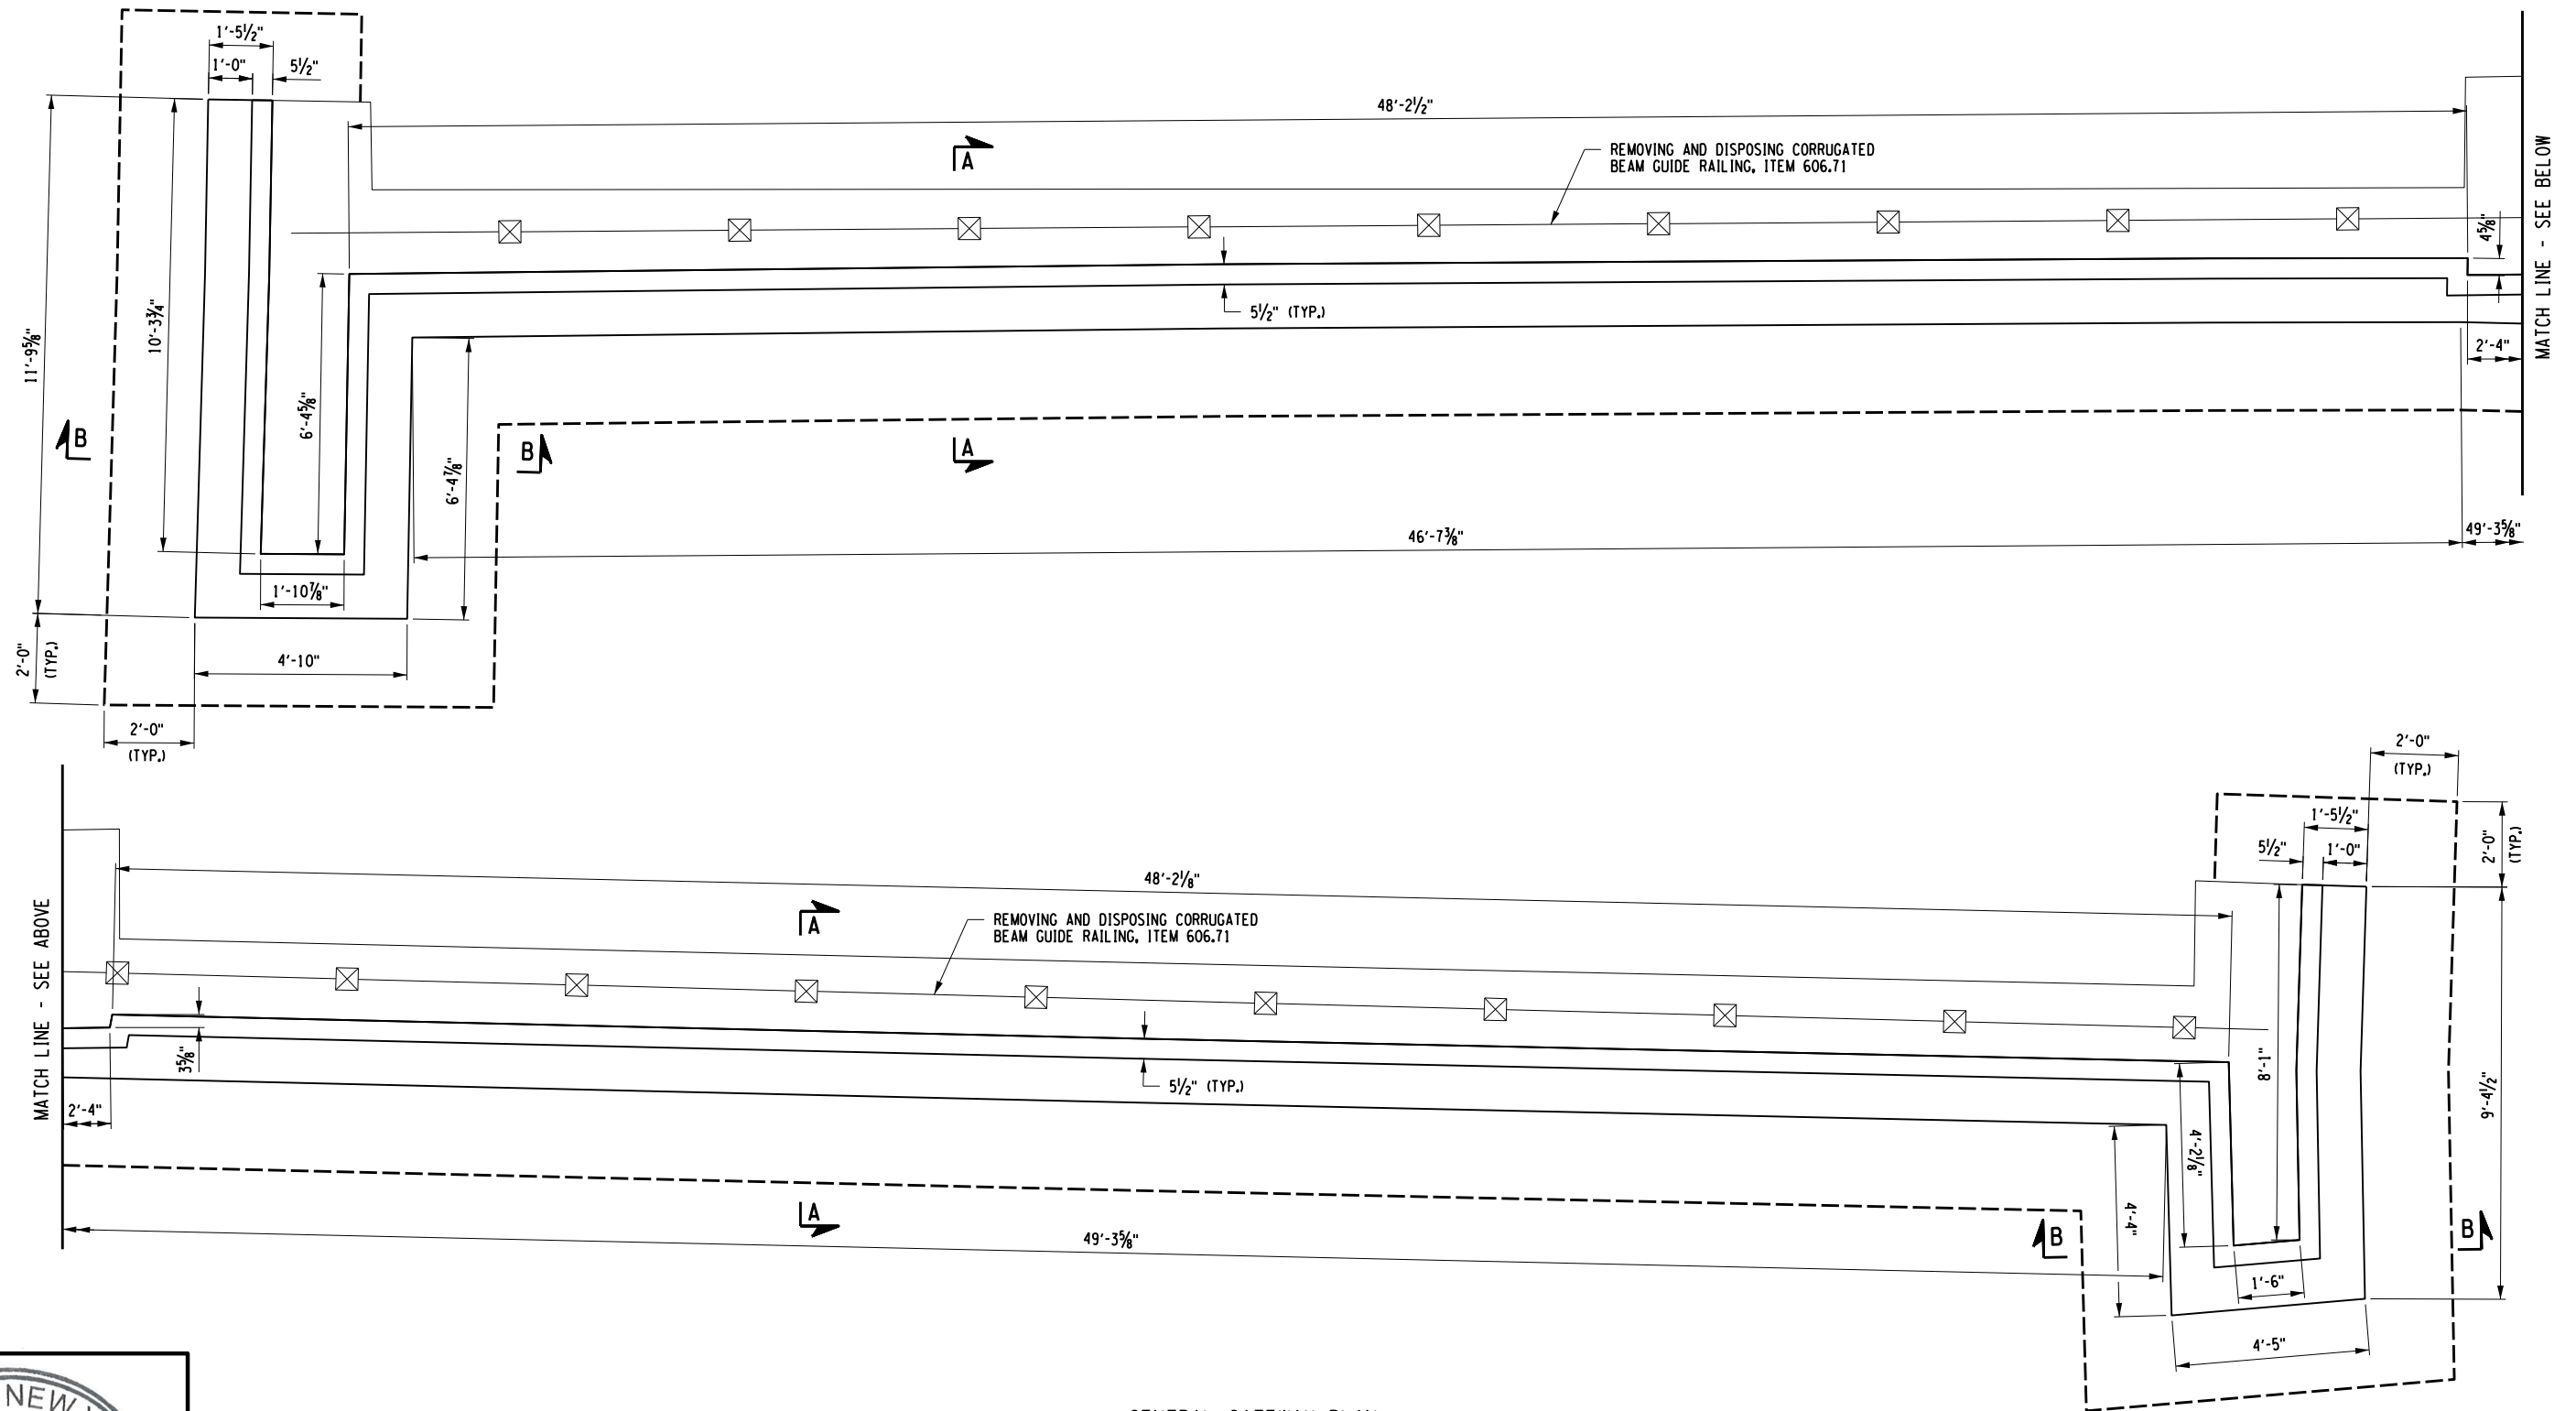 1'-5½"
1'-0"
5½"
48'-2½"
A
REMOVING AND DISPOSING CORRUGATED
BEAM GUIDE RAILING, ITEM 606.71
MATCH LINE - SEE BELOW
4⅝"
10'-3¾"
11'-9⅝"
6'-4⅝"
5½" (TYP.)
2'-4"
B
B
A
6'-4⅞"
46'-7⅜"
49'-3⅝"
1'-10⅞"
2'-0"
(TYP.)
4'-10"
2'-0"
(TYP.)
2'-0"
(TYP.)
1'-5½"
2'-0"
(TYP.)
5½"
1'-0"
48'-2⅛"
A
REMOVING AND DISPOSING CORRUGATED
BEAM GUIDE RAILING, ITEM 606.71
MATCH LINE - SEE ABOVE
3⅝"
5½" (TYP.)
2'-4"
8'-1"
9'-4½"
4'-2⅛"
4'-4"
A
49'-3⅝"
B
B
1'-6"
4'-5"
NEW